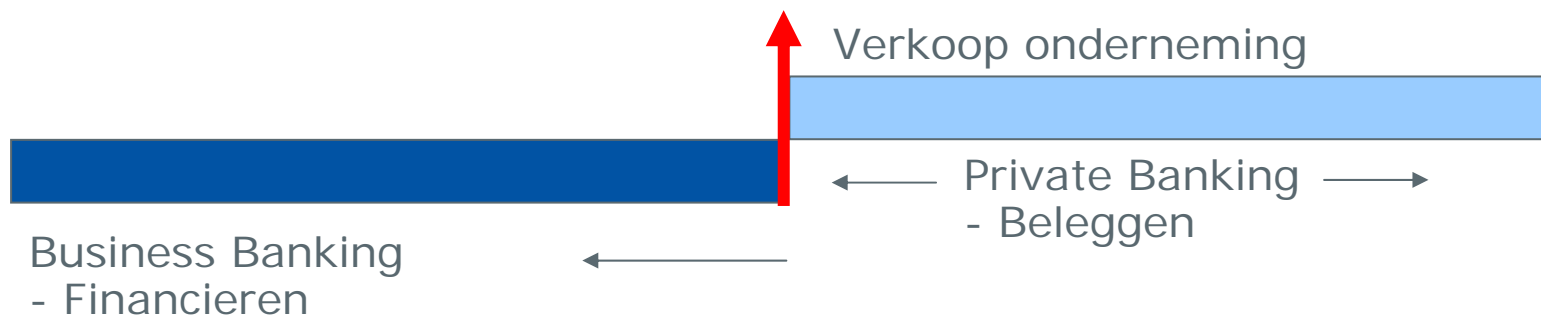 Verkoop onderneming
Private Banking
- Beleggen
Business Banking
- Financieren